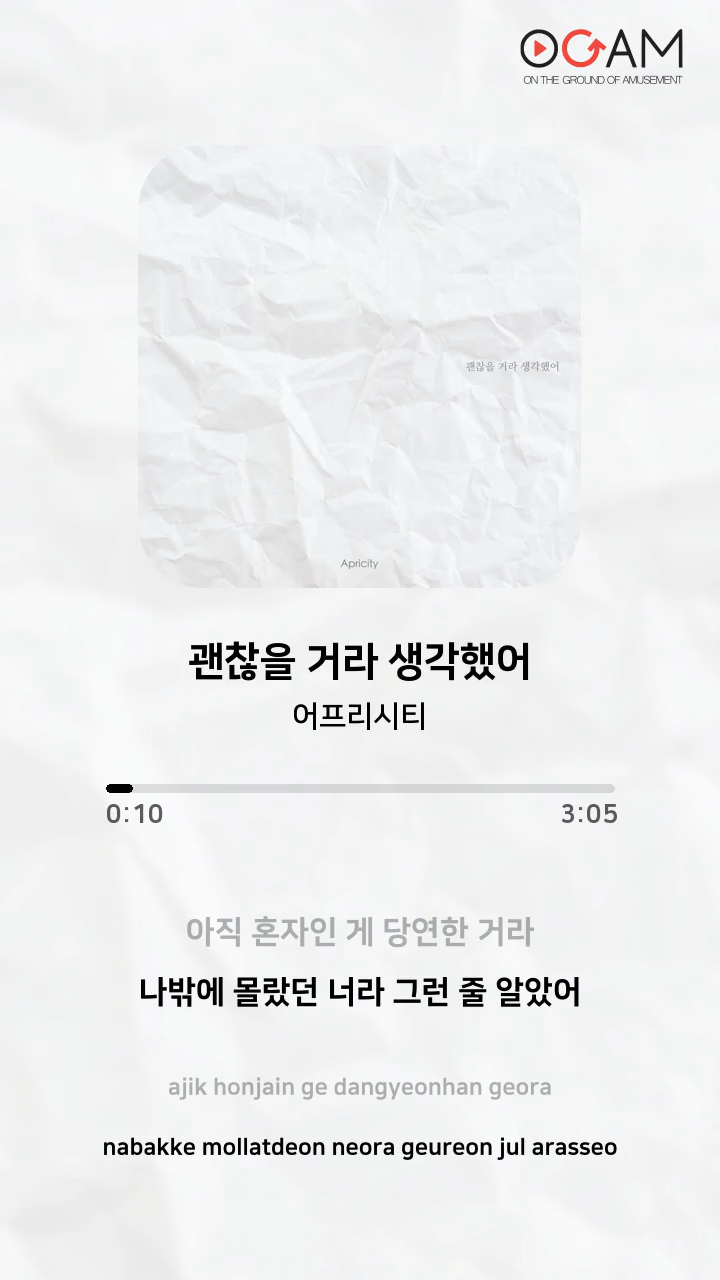 OGAM
ON THE GROUND OF AMUSEMENT
괜찮을 거라 생각했어
Apricity
괜찮을 거라 생각했어
어프리시티
0:10
3:05
아직 혼자인 게 당연한 거라
나밖에 몰랐던 너라 그런 줄 알았어
ajik honjain ge dangyeonhan geora
nabakke mollatdeon neora geureon jul arasseo